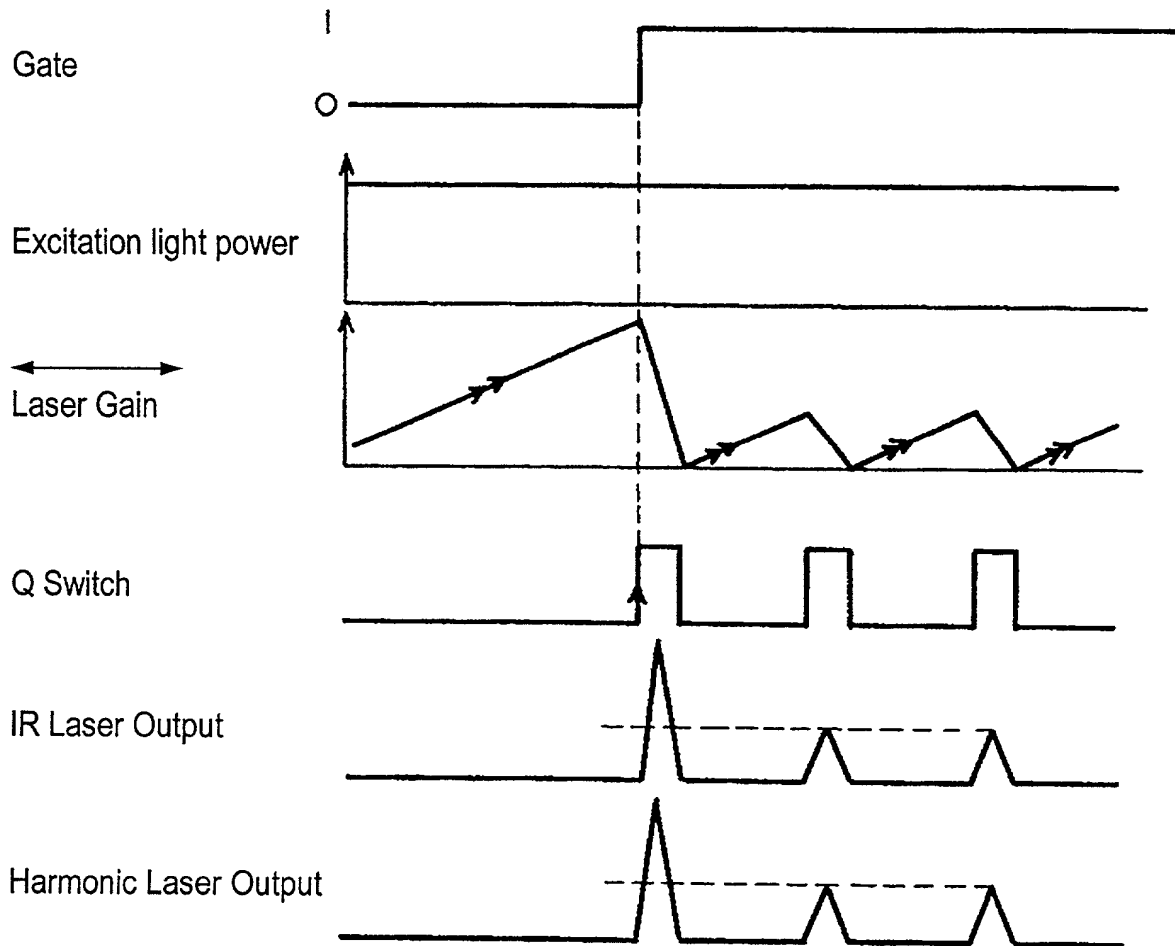 I
Gate
O
Excitation light power
Laser Gain
Q Switch
IR Laser Output
Harmonic Laser Output